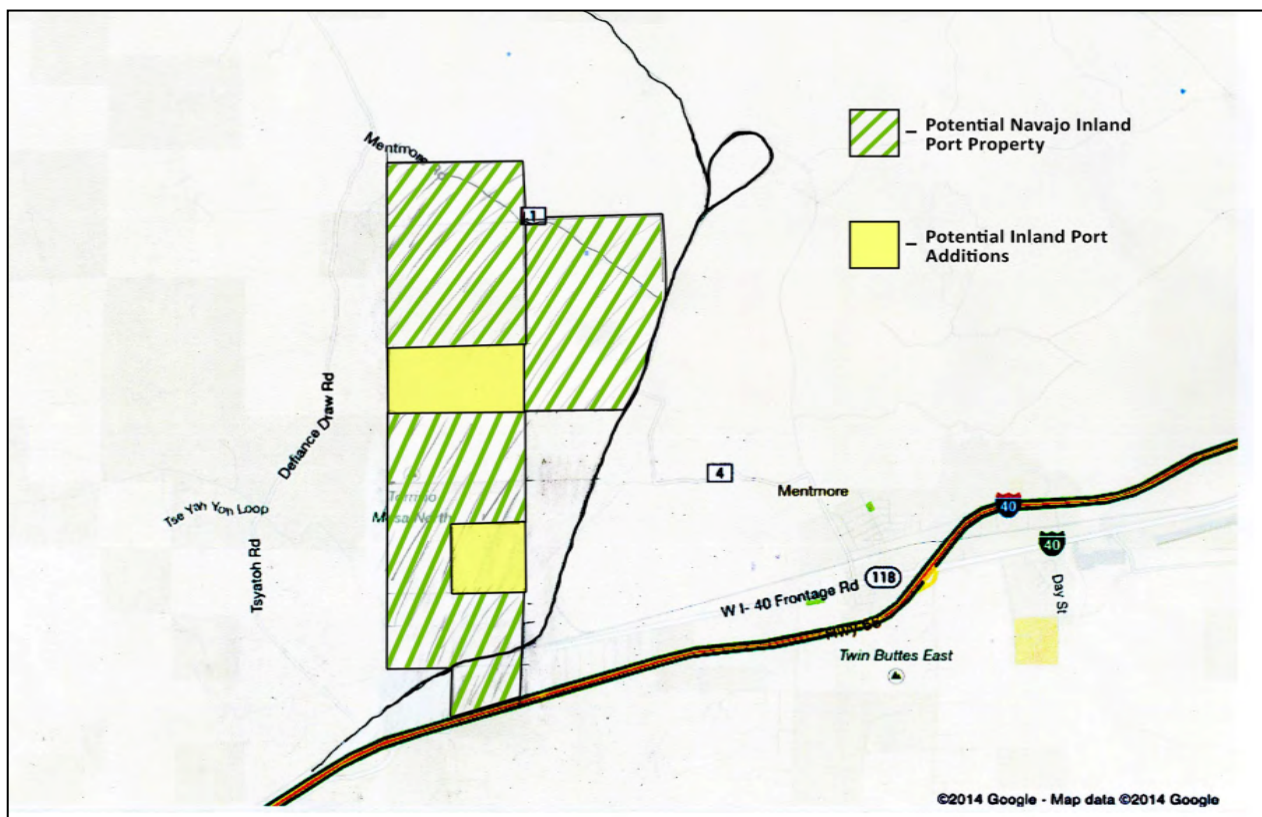 Potential Navajo Inland
Port Property
Potential Inland Port
Additions
Mentmore Rd
1
Defiance Draw Rd
4
Mentmore
40
Tse Yah Yoh Loop
Mesa North
40
118
W I- 40 Frontage Rd
Day St
Tsyatoh Rd
Twin Buttes East
©2014 Google - Map data ©2014 Google